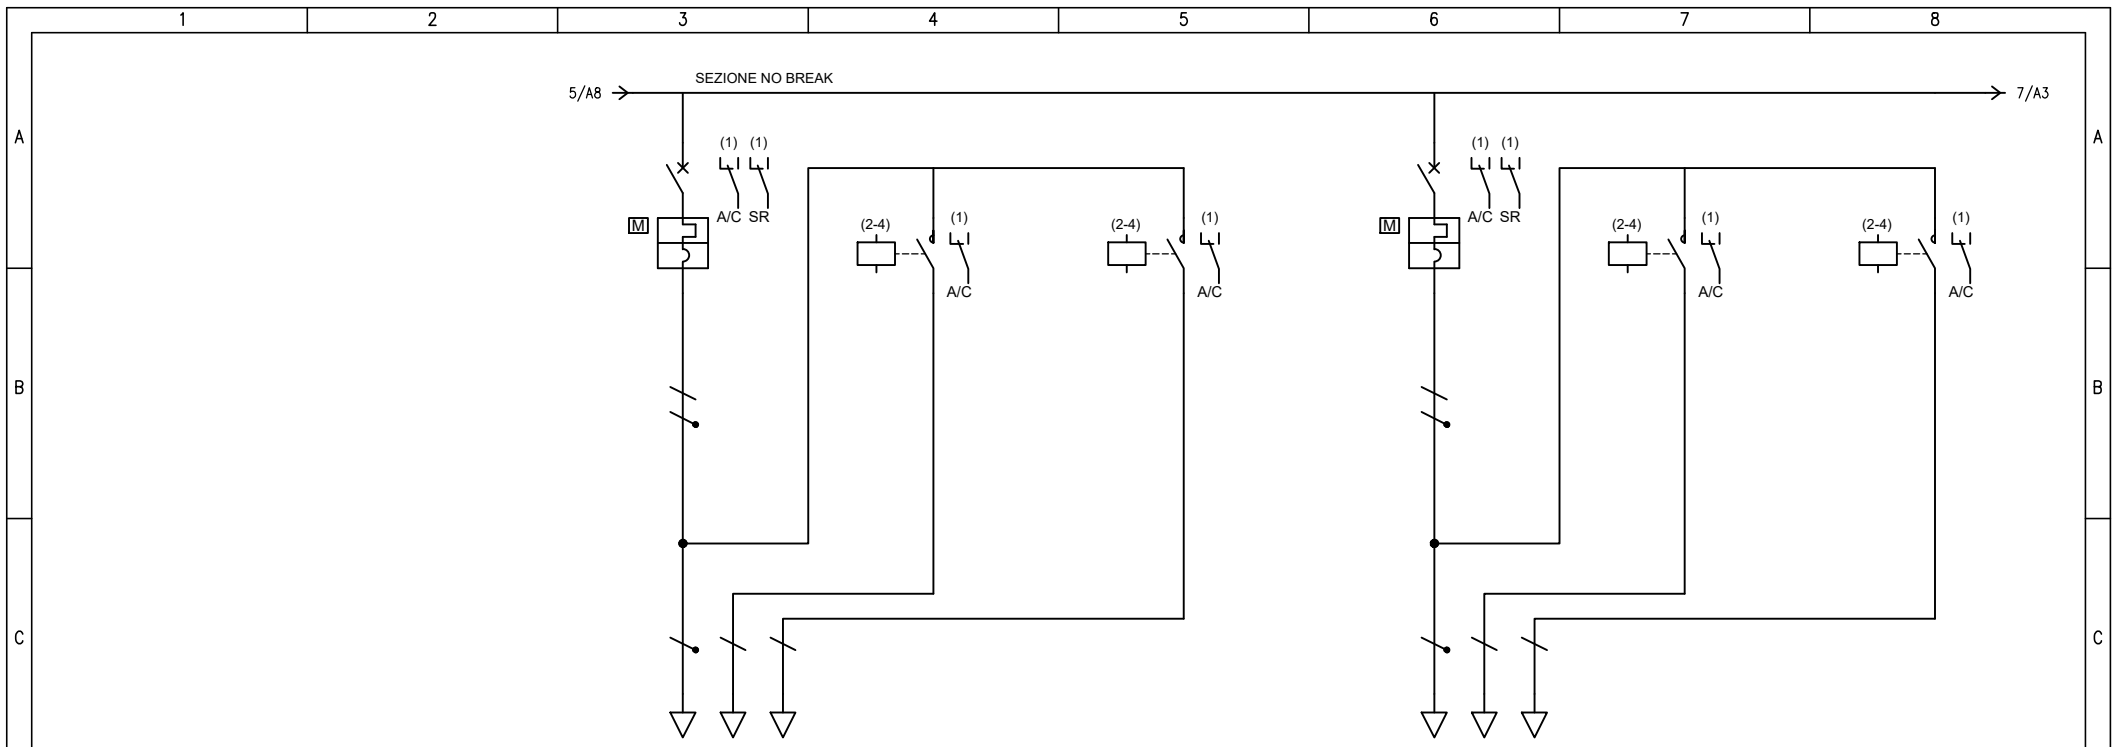 1 2 3 4 5 6 7 8
SEZIONE NO BREAK
5/A8 7/A3
A A
(1) (1) (1) (1)
A/C SR A/C SR
M (2-4) (1) (2-4) (1) M (2-4) (1) (2-4) (1)
A/C A/C A/C A/C
B B
C C